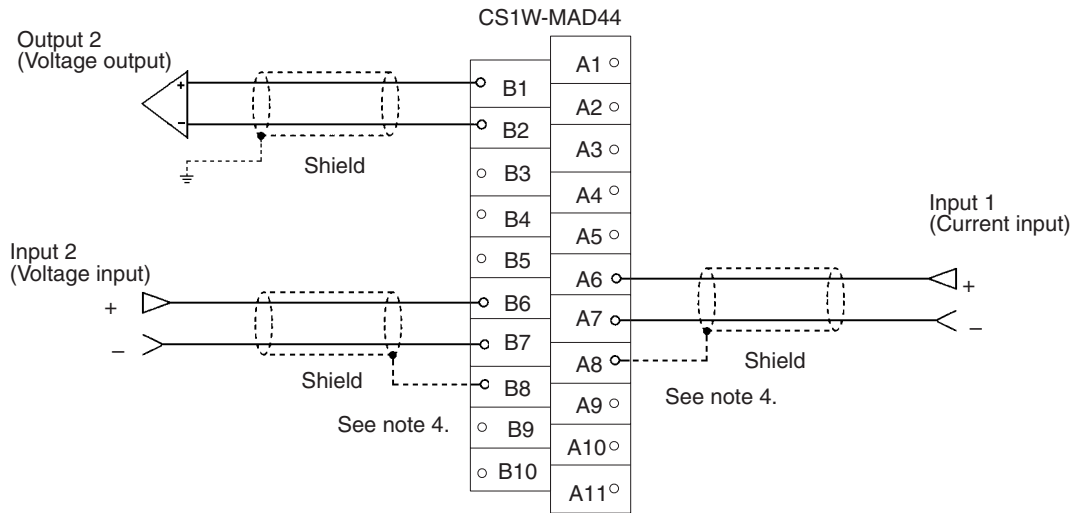 CS1W-MAD44
Output 2
(Voltage output)
+
−
Shield
Input 2
(Voltage input)
+
−
Shield
See note 4.
B1
B2
B3
B4
B5
B6
B7
B8
B9
B10
A1
A2
A3
A4
A5
A6
A7
A8
A9
A10
A11
Input 1
(Current input)
+
−
Shield
See note 4.